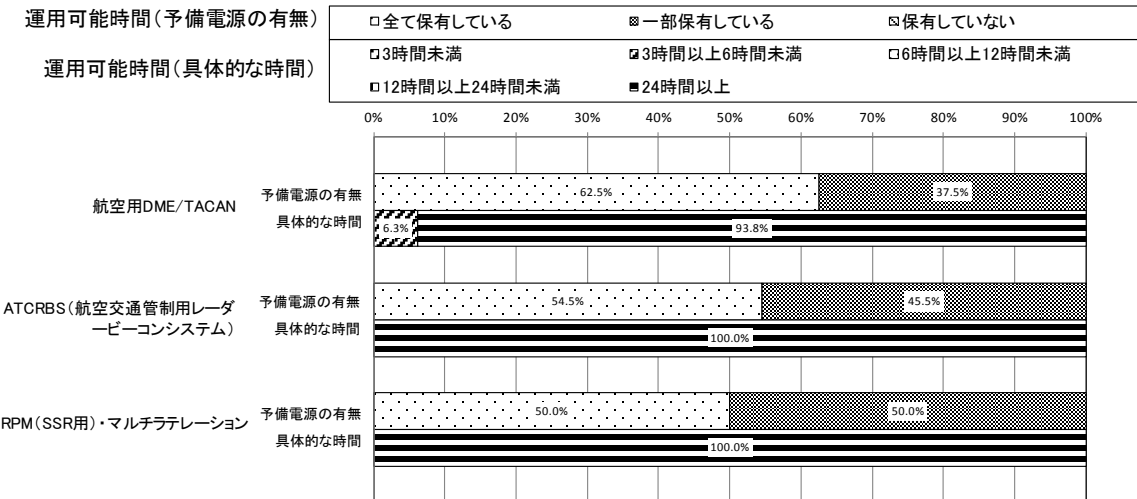 運用可能時間(予備電源の有無)
全て保有している 一部保有している 保有していない
運用可能時間(具体的な時間)
3時間未満 3時間以上6時間未満 6時間以上12時間未満
12時間以上24時間未満 24時間以上
0% 10% 20% 30% 40% 50% 60% 70% 80% 90% 100%
航空用DME/TACAN
予備電源の有無 62.5% 37.5%
具体的な時間 6.3% 93.8%
ATCRBS(航空交通管制用レーダ
ービーコンシステム)
予備電源の有無 54.5% 45.5%
具体的な時間 100.0%
RPM(SSR用)・マルチラテレーション
予備電源の有無 50.0% 50.0%
具体的な時間 100.0%